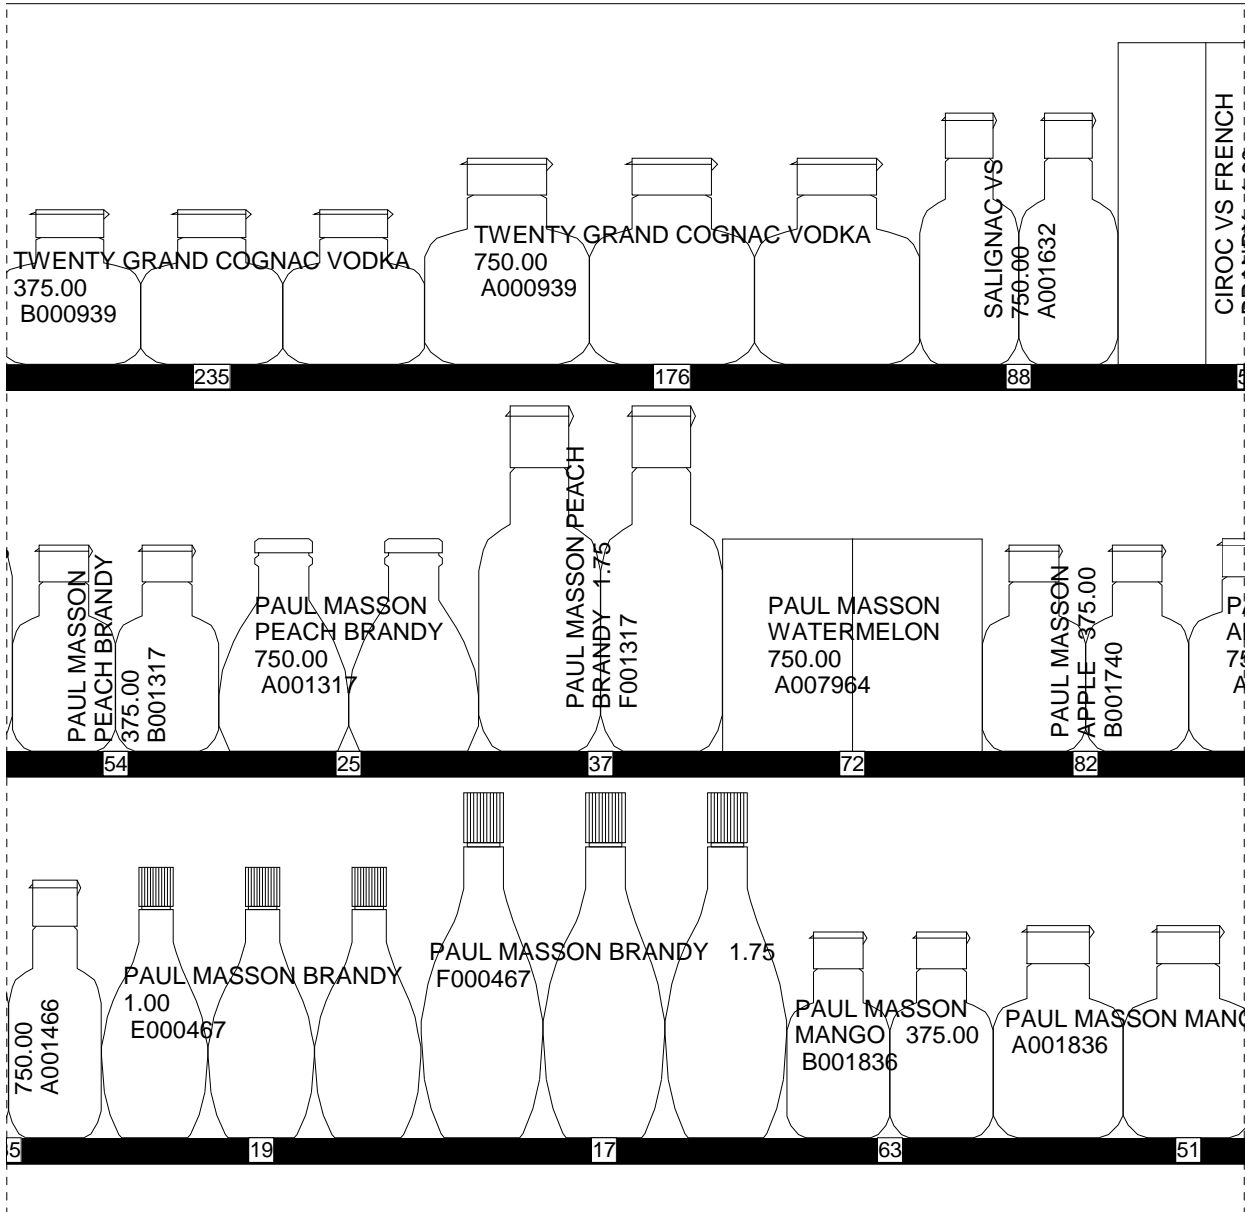 TWENTY GRAND COGNAC VODKA
375.00
B000939
TWENTY GRAND COGNAC VODKA
750.00
A000939
SALIGNAC VS
750.00
A001632
CIROC VS FRENCH
235
176
88
PAUL MASSON
PEACH BRANDY
375.00
B001317
PAUL MASSON
PEACH BRANDY
750.00
A001317
PAUL MASSON PEACH
BRANDY 1.75
F001317
PAUL MASSON
WATERMELON
750.00
A007964
PAUL MASSON
APPLE 375.00
B001740
54
25
37
72
82
750.00
A001466
PAUL MASSON BRANDY
1.00
E000467
PAUL MASSON BRANDY 1.75
F000467
PAUL MASSON
MANGO 375.00
B001836
PAUL MASSON MANG
A001836
19
17
63
51